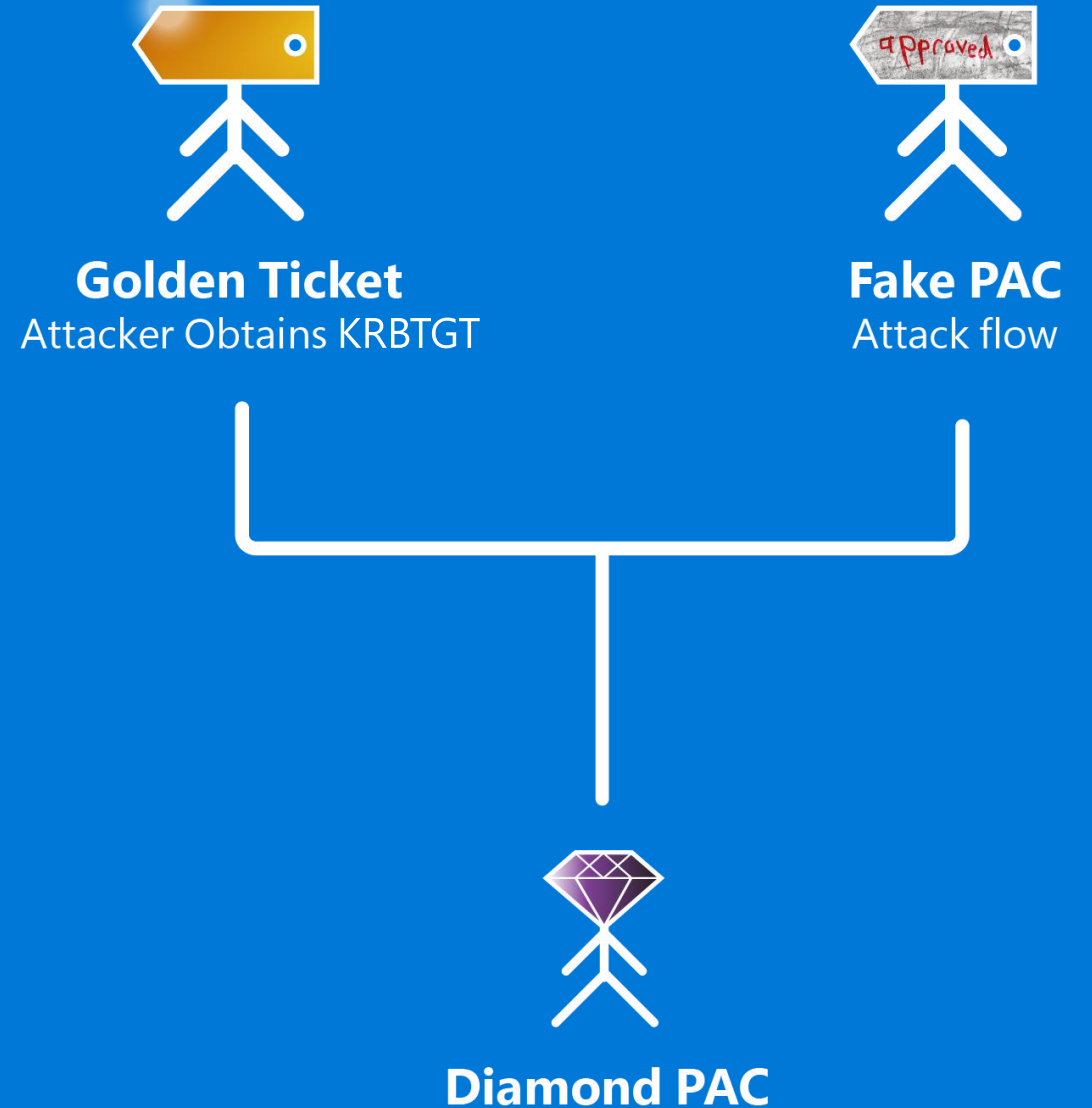 approved
Golden Ticket
Attacker Obtains KRBTGT
Fake PAC
Attack flow
Diamond PAC